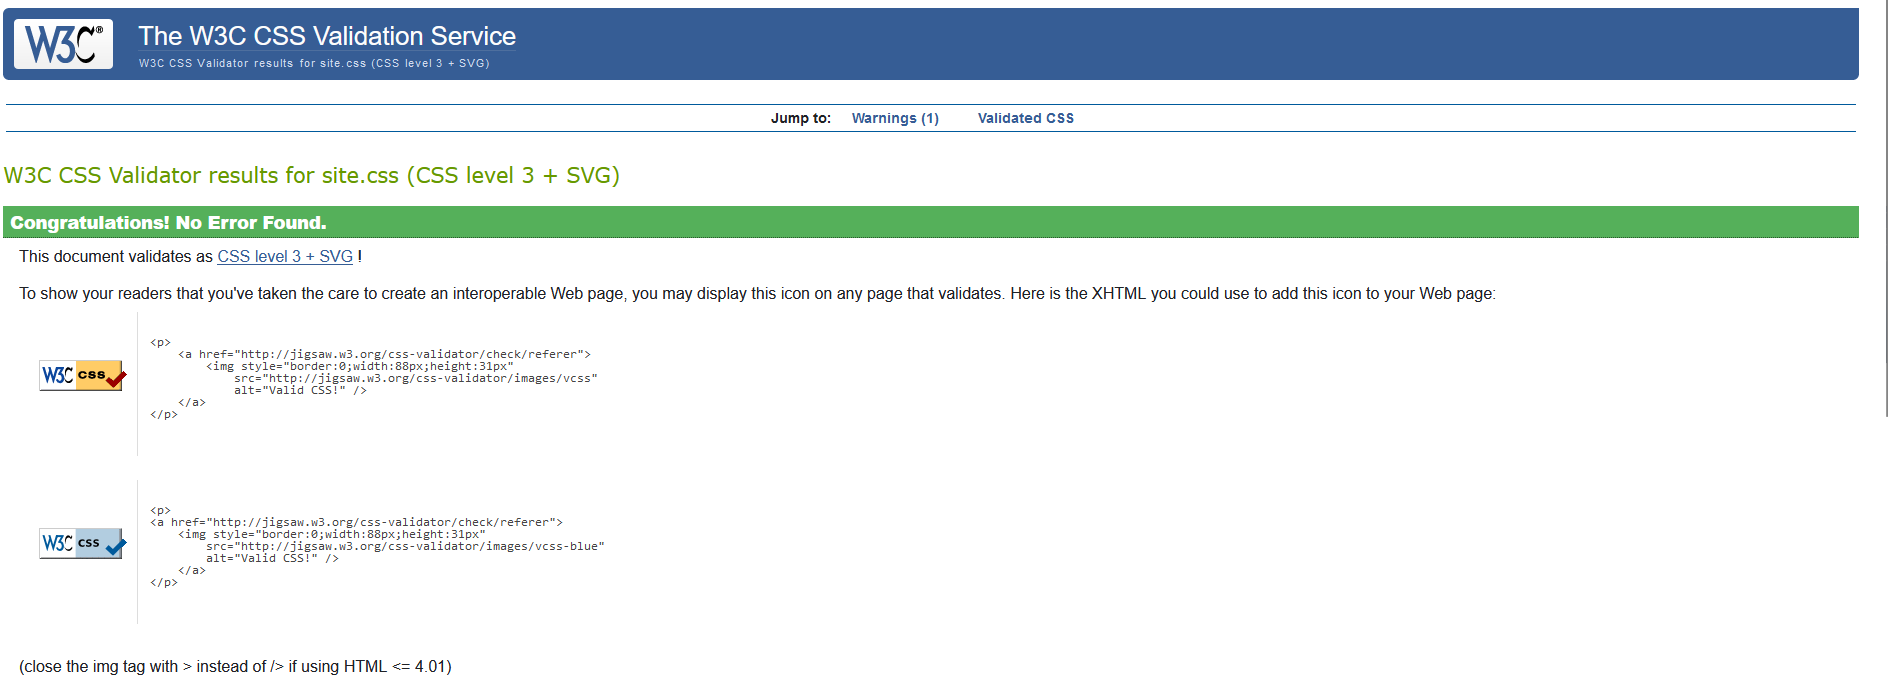 W3C®
The W3C CSS Validation Service
W3C CSS Validator results for site.css (CSS level 3 + SVG)
Jump to: Warnings (1) Validated CSS
W3C CSS Validator results for site.css (CSS level 3 + SVG)
Congratulations! No Error Found.
This document validates as CSS level 3 + SVG !
To show your readers that you've taken the care to create an interoperable Web page, you may display this icon on any page that validates. Here is the XHTML you could use to add this icon to your Web page:
W3C css
<p>
    <a href="http://jigsaw.w3.org/css-validator/check/referer">
        <img style="border:0;width:88px;height:31px"
            src="http://jigsaw.w3.org/css-validator/images/vcss"
            alt="Valid CSS!" />
    </a>
</p>
W3C css
<p>
<a href="http://jigsaw.w3.org/css-validator/check/referer">
    <img style="border:0;width:88px;height:31px"
        src="http://jigsaw.w3.org/css-validator/images/vcss-blue"
        alt="Valid CSS!" />
    </a>
</p>
(close the img tag with > instead of /> if using HTML <= 4.01)